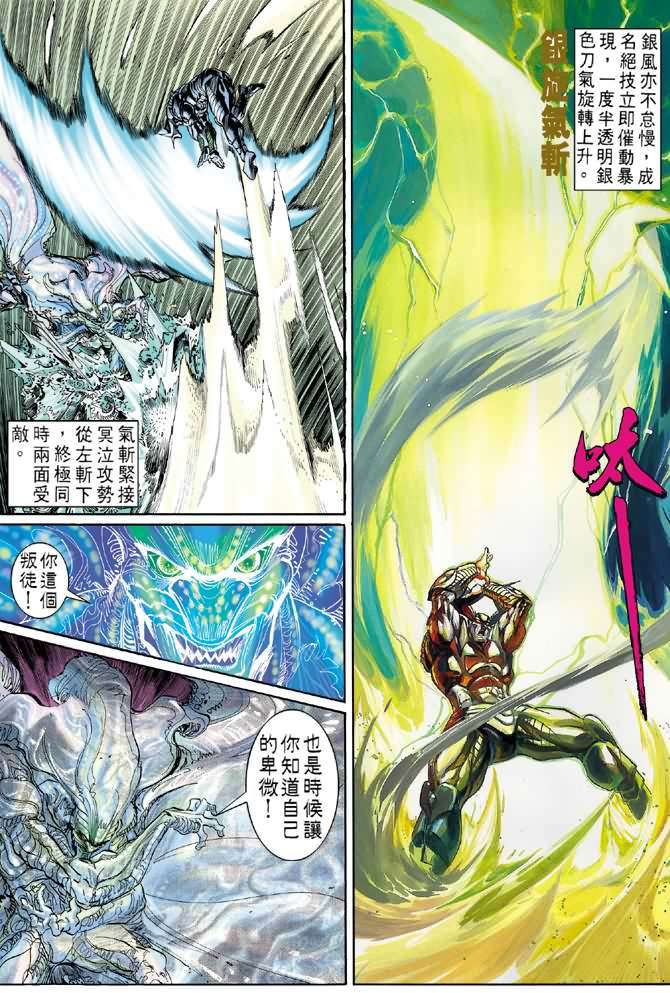 銀風亦不怠慢，成
名絕技立即催動暴
現，一度半透明銀
色刀氣旋轉上升。
銀旋氣斬
呔—
氣斬緊接
冥泣攻勢
從左斬下
，終極同
時兩面受
敵。
你這個
叛徒！
也是時候讓
你知道自己
的卑微！